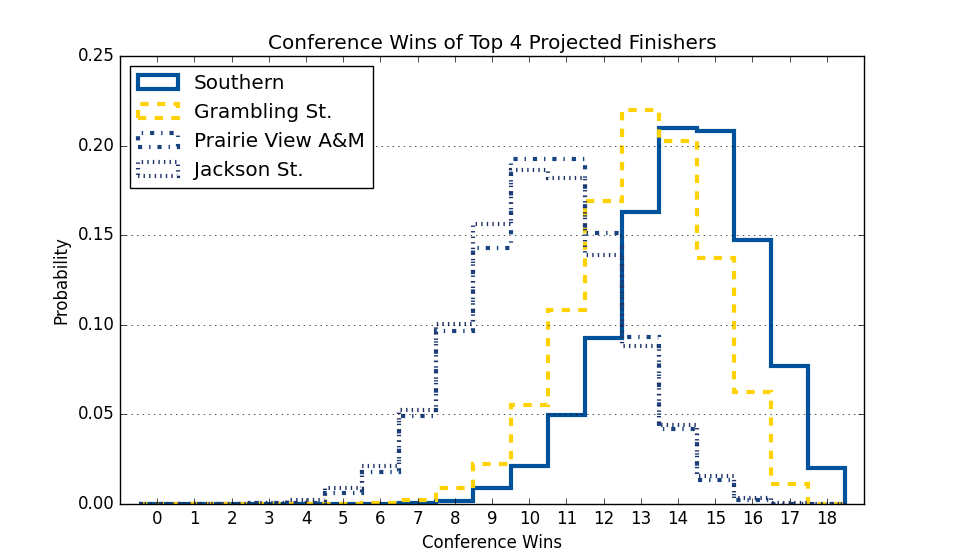 Conference Wins of Top 4 Projected Finishers
0.25
Southern
Grambling St.
Prairie View A&M
Jackson St.
0.20
0.15
Probability
0.10
0.05
0.00
0 1 2 3 4 5 6 7 8 9 10 11 12 13 14 15 16 17 18
Conference Wins